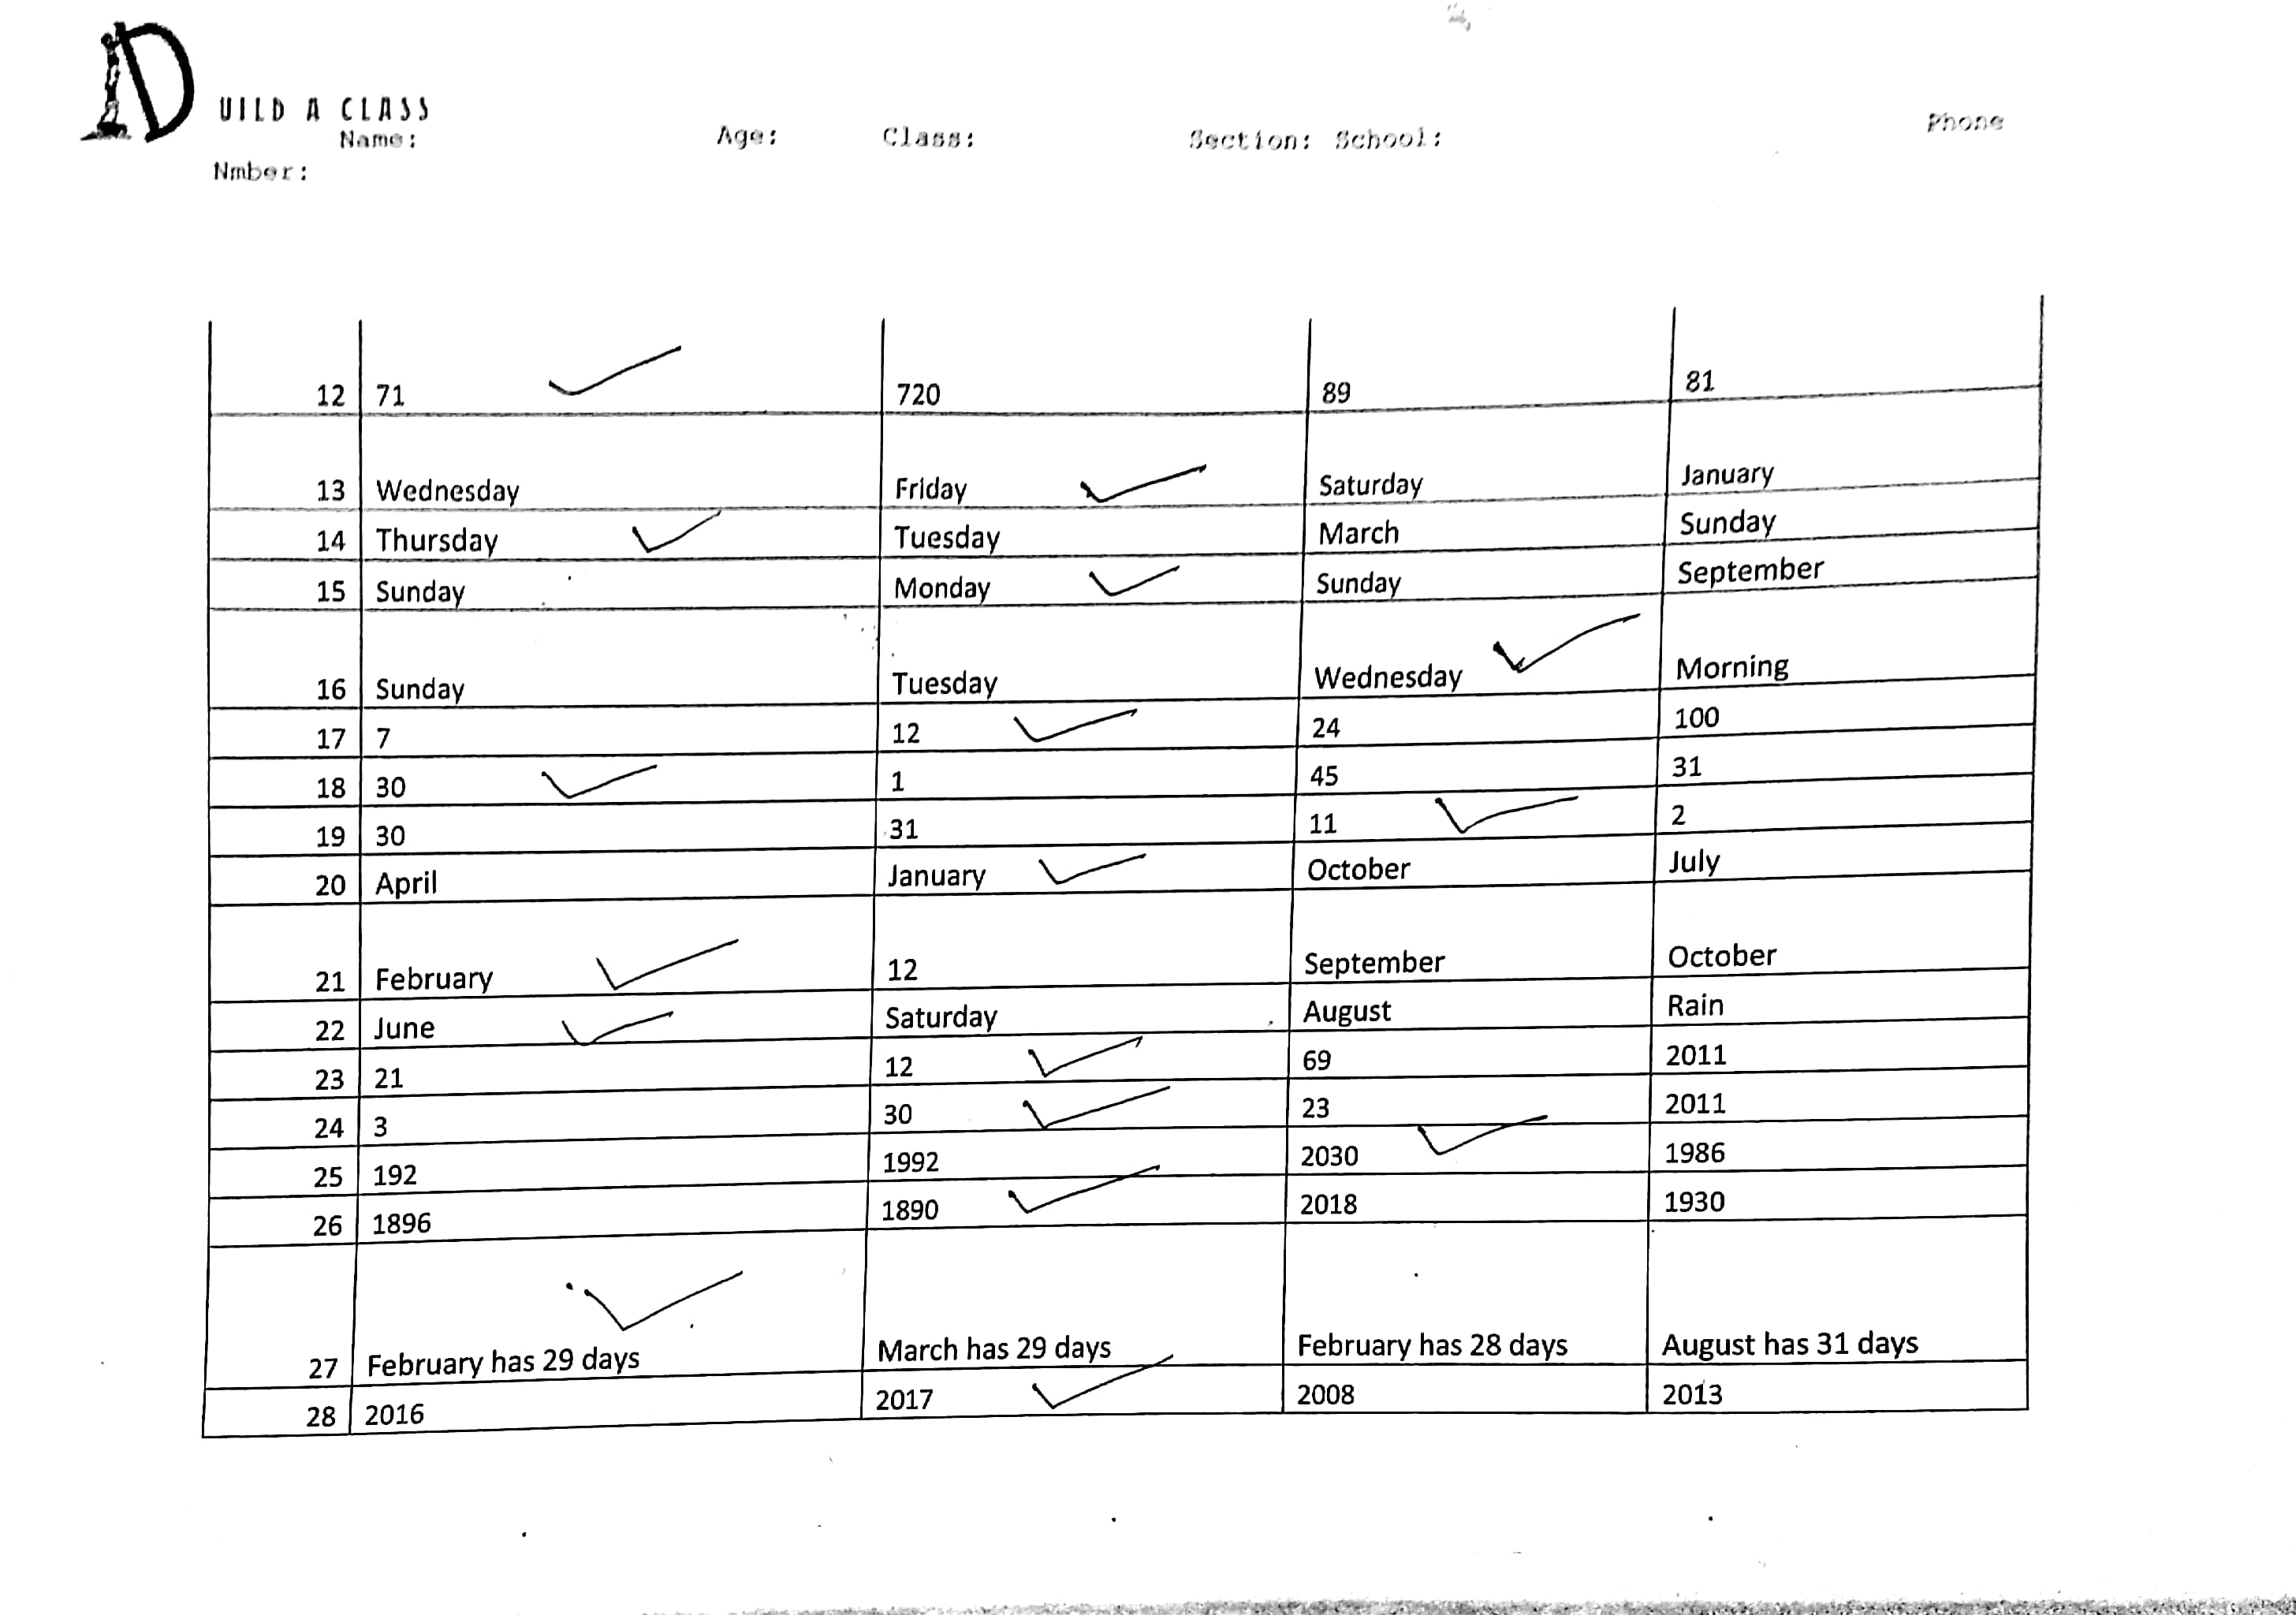 UILD A CLASS
Name: Age: Class: Section: School: Phone
Nmber:
12 71 ✓ 720 89 81
13 Wednesday Friday ✓ Saturday January
14 Thursday ✓ Tuesday March Sunday
15 Sunday Monday ✓ Sunday September
16 Sunday Tuesday Wednesday ✓ Morning
17 7 12 ✓ 24 100
18 30 ✓ 1 45 31
19 30 31 11 ✓ 2
20 April January ✓ October July
21 February ✓ 12 September October
22 June ✓ Saturday August Rain
23 21 12 ✓ 69 2011
24 3 30 ✓ 23 2011
25 192 1992 2030 ✓ 1986
26 1896 1890 ✓ 2018 1930
27 February has 29 days ✓ March has 29 days February has 28 days August has 31 days
28 2016 2017 ✓ 2008 2013